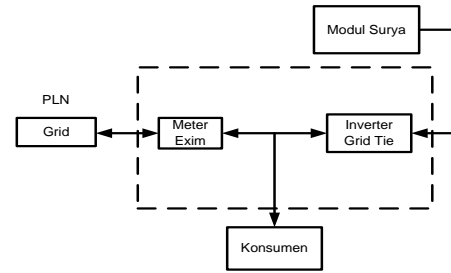 Modul Surya
PLN
Grid
Meter
Exim
Inverter
Grid Tie
Konsumen